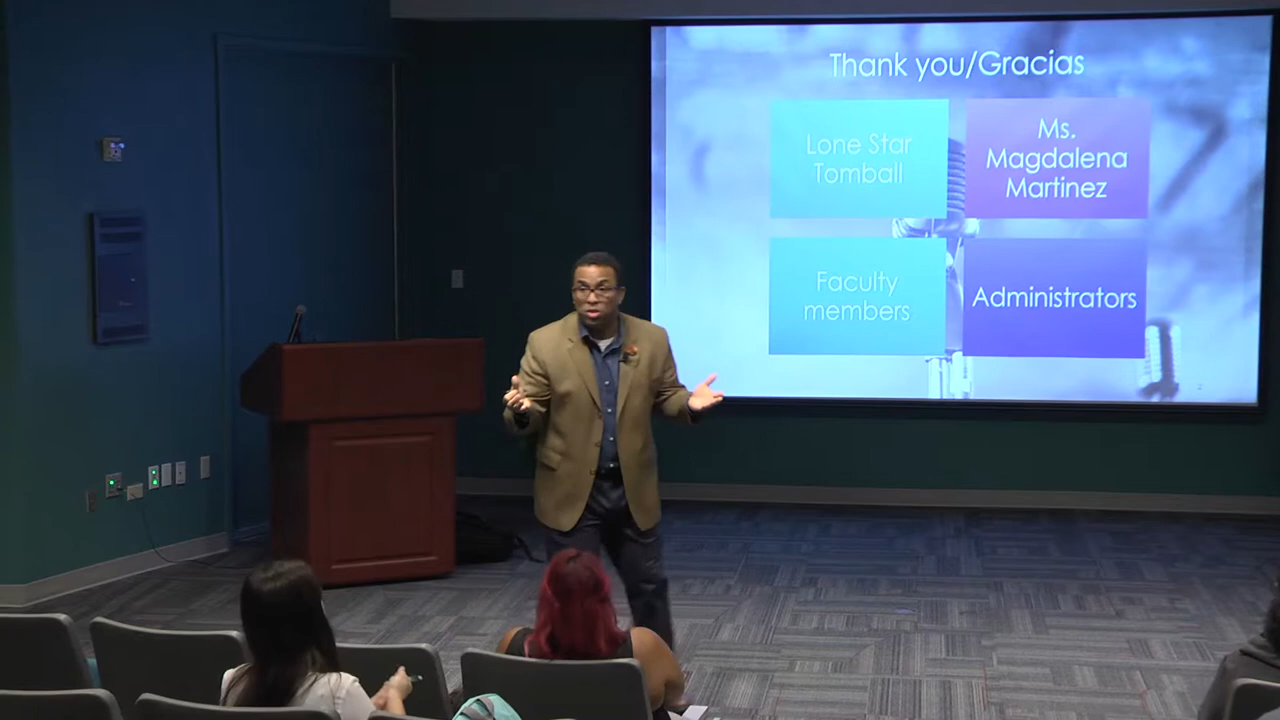 Thank you/Gracias
Lone Star
Tomball
Ms.
Magdalena
Martinez
Faculty
members
Administrators